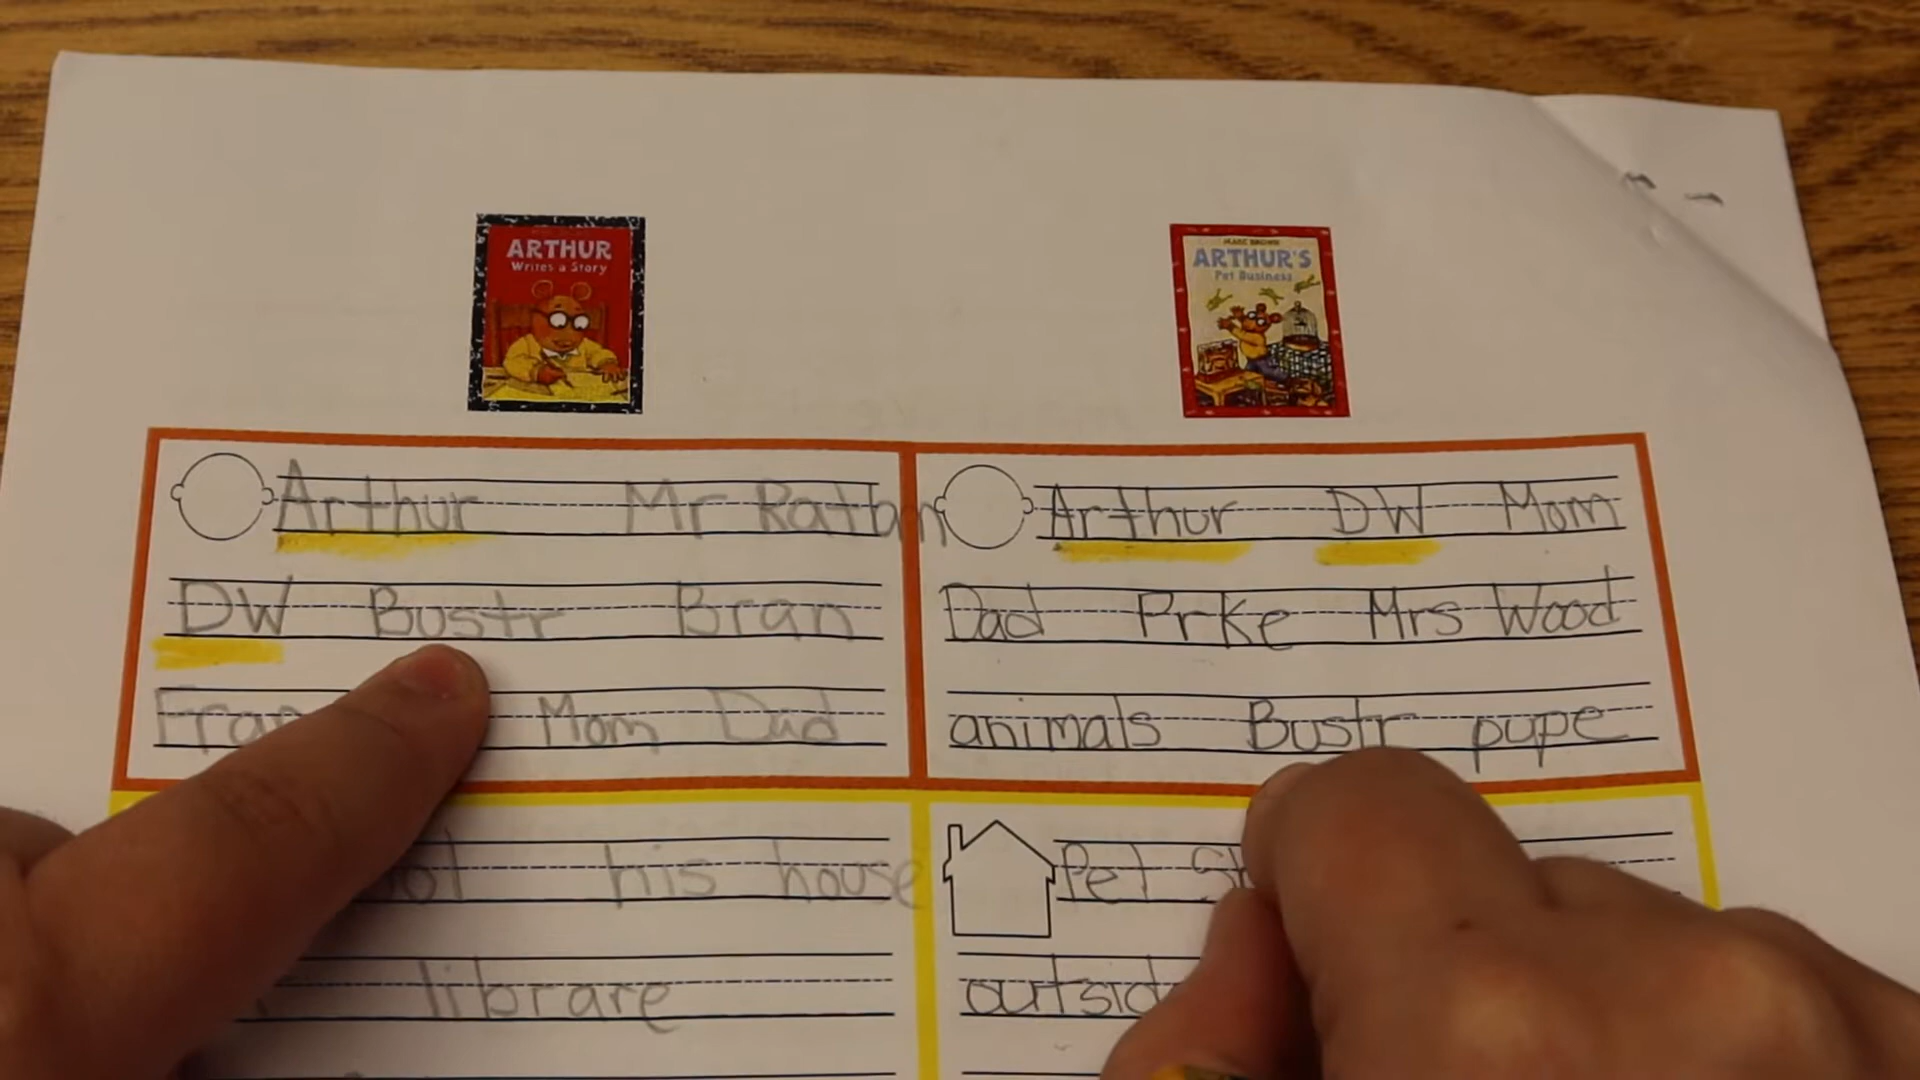 ARTHUR
Writes a Story
MARC BROWN
ARTHUR'S
Pet Business
Arthur Mr Ratbn
DW Bustr Bran
Mom Dad
Arthur DW Mom
Dad Prke Mrs Wood
animals Bustr pupe
his house
librare
Pet